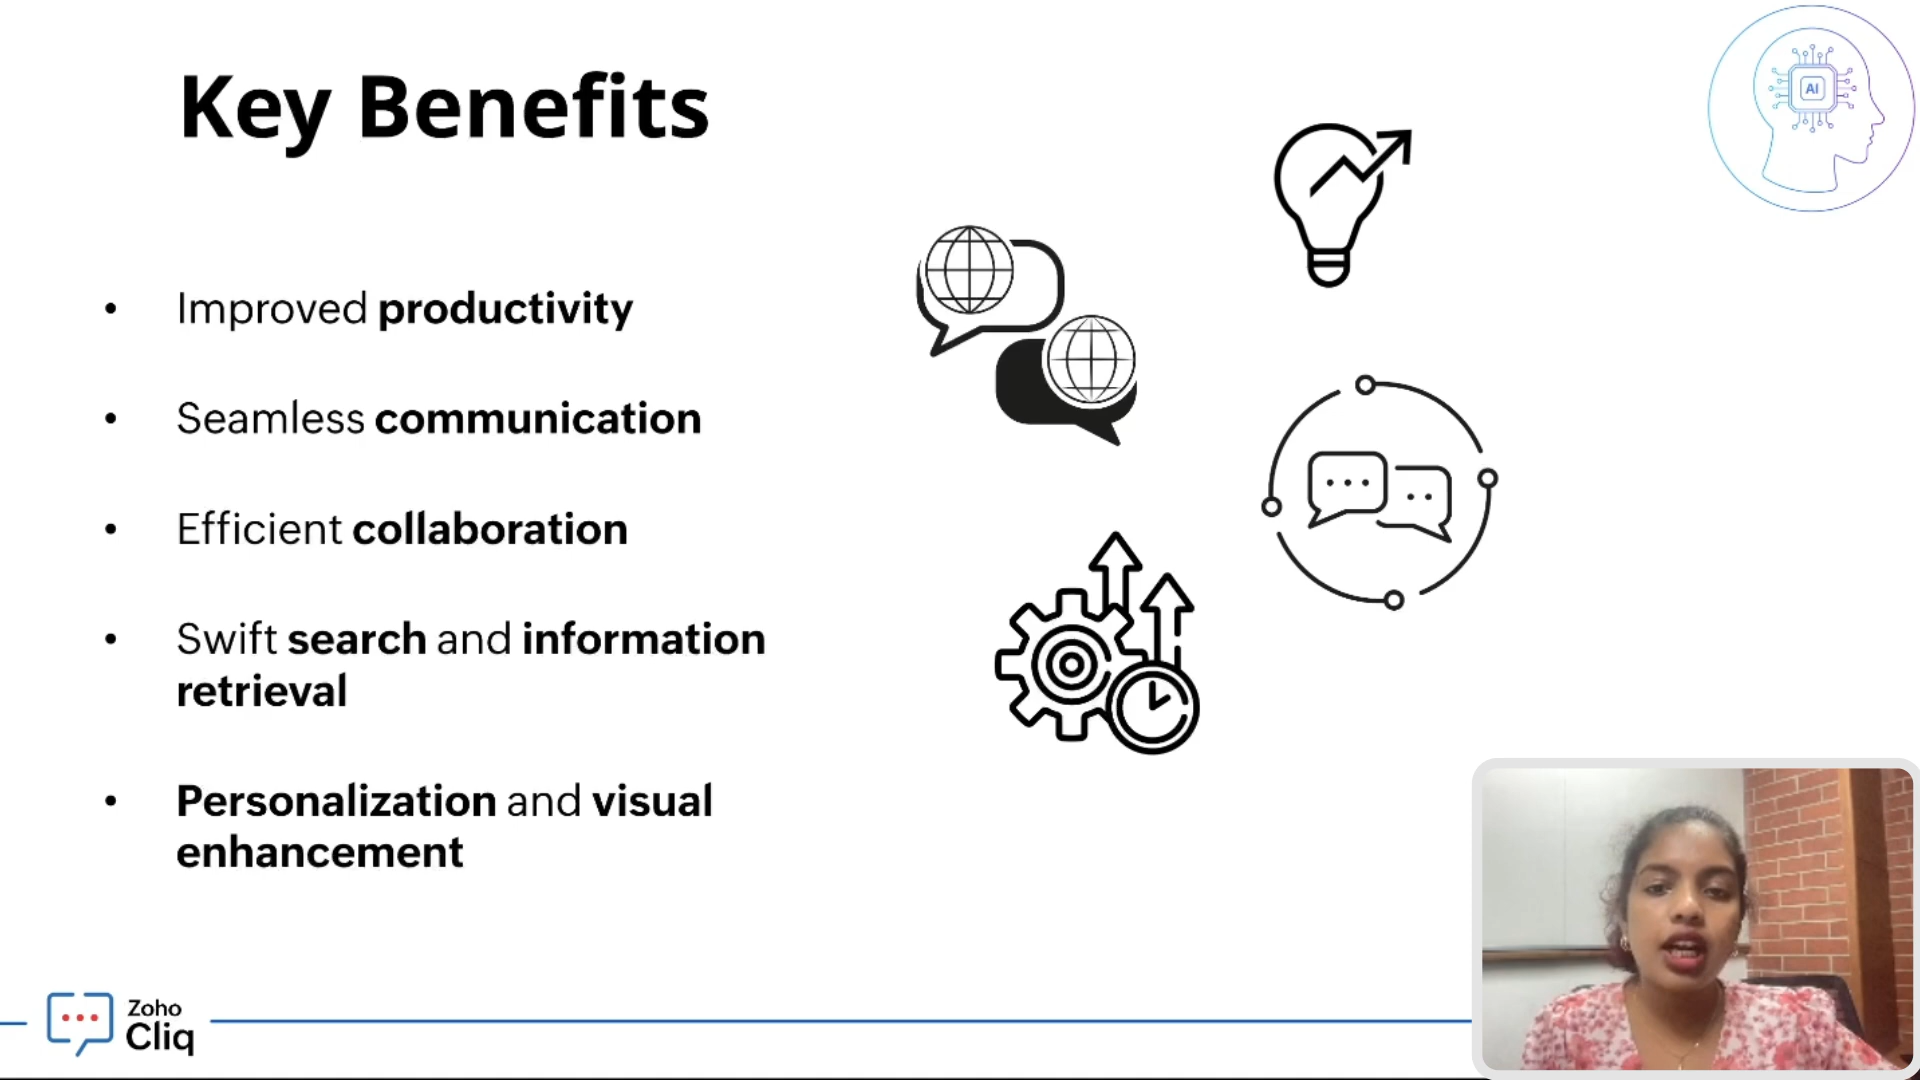 Key Benefits
AI
• Improved productivity
• Seamless communication
• Efficient collaboration
• Swift search and information
retrieval
• Personalization and visual
enhancement
Zoho
Cliq